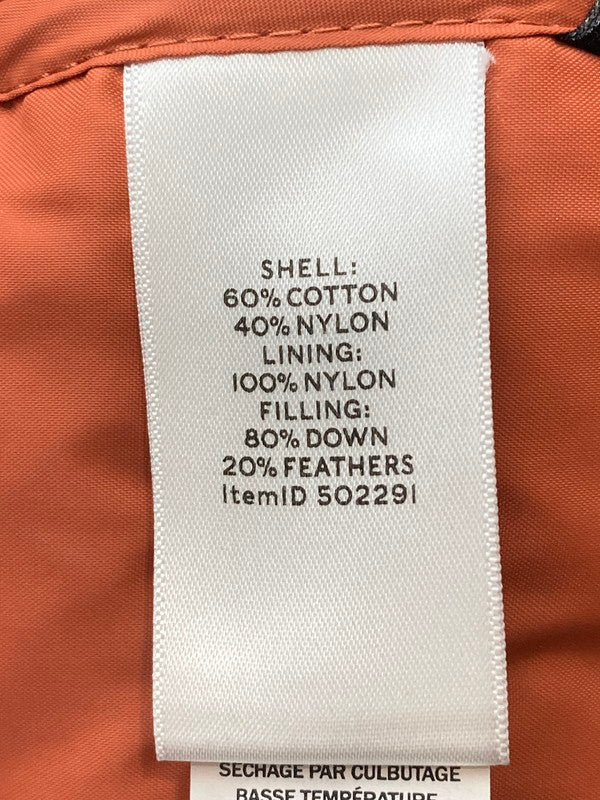 SHELL:
60% COTTON
40% NYLON
LINING:
100% NYLON
FILLING:
80% DOWN
20% FEATHERS
ItemID 502291
SECHAGE PAR CULBUTAGE
BASSE TEMPÉRATURE